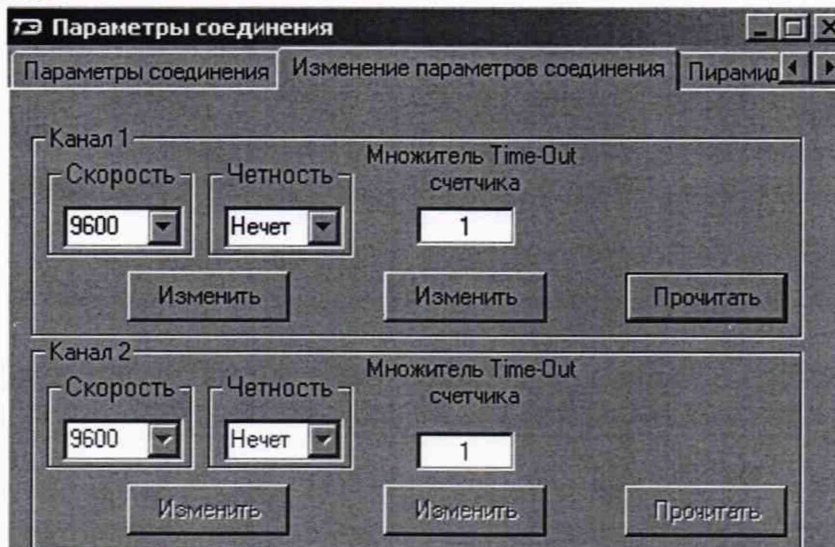 ТЭ Параметры соединения
Параметры соединения Изменение параметров соединения Пирамид
Канал 1
Скорость Четность Множитель Time-Out
счетчика
9600 Нечет 1
Изменить Изменить Прочитать
Канал 2
Скорость Четность Множитель Time-Out
счетчика
9600 Нечет 1
Изменить Изменить Прочитать